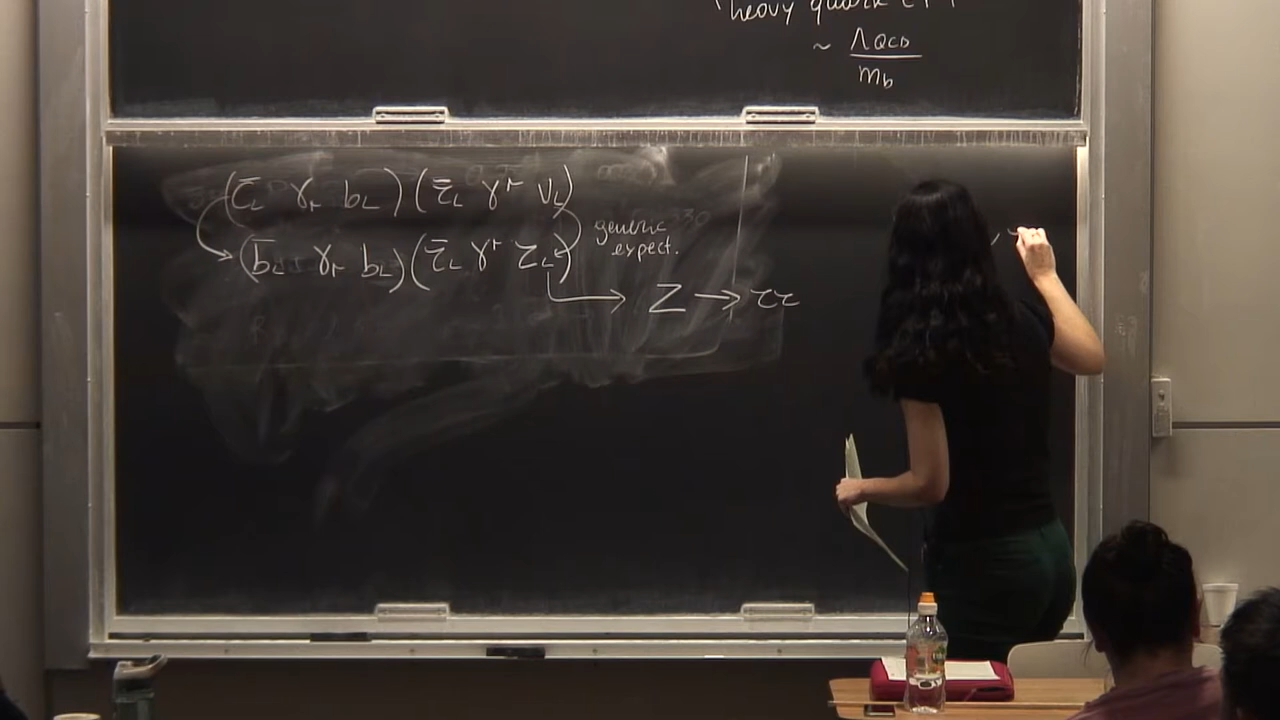 heavy quark EFT
~ ΛQCD / mb
(c̄L γμ bL)(τ̄L γμ νL)
generic expect.
(b̄L γμ bL)(τ̄L γμ τL)
→ Z → ττ